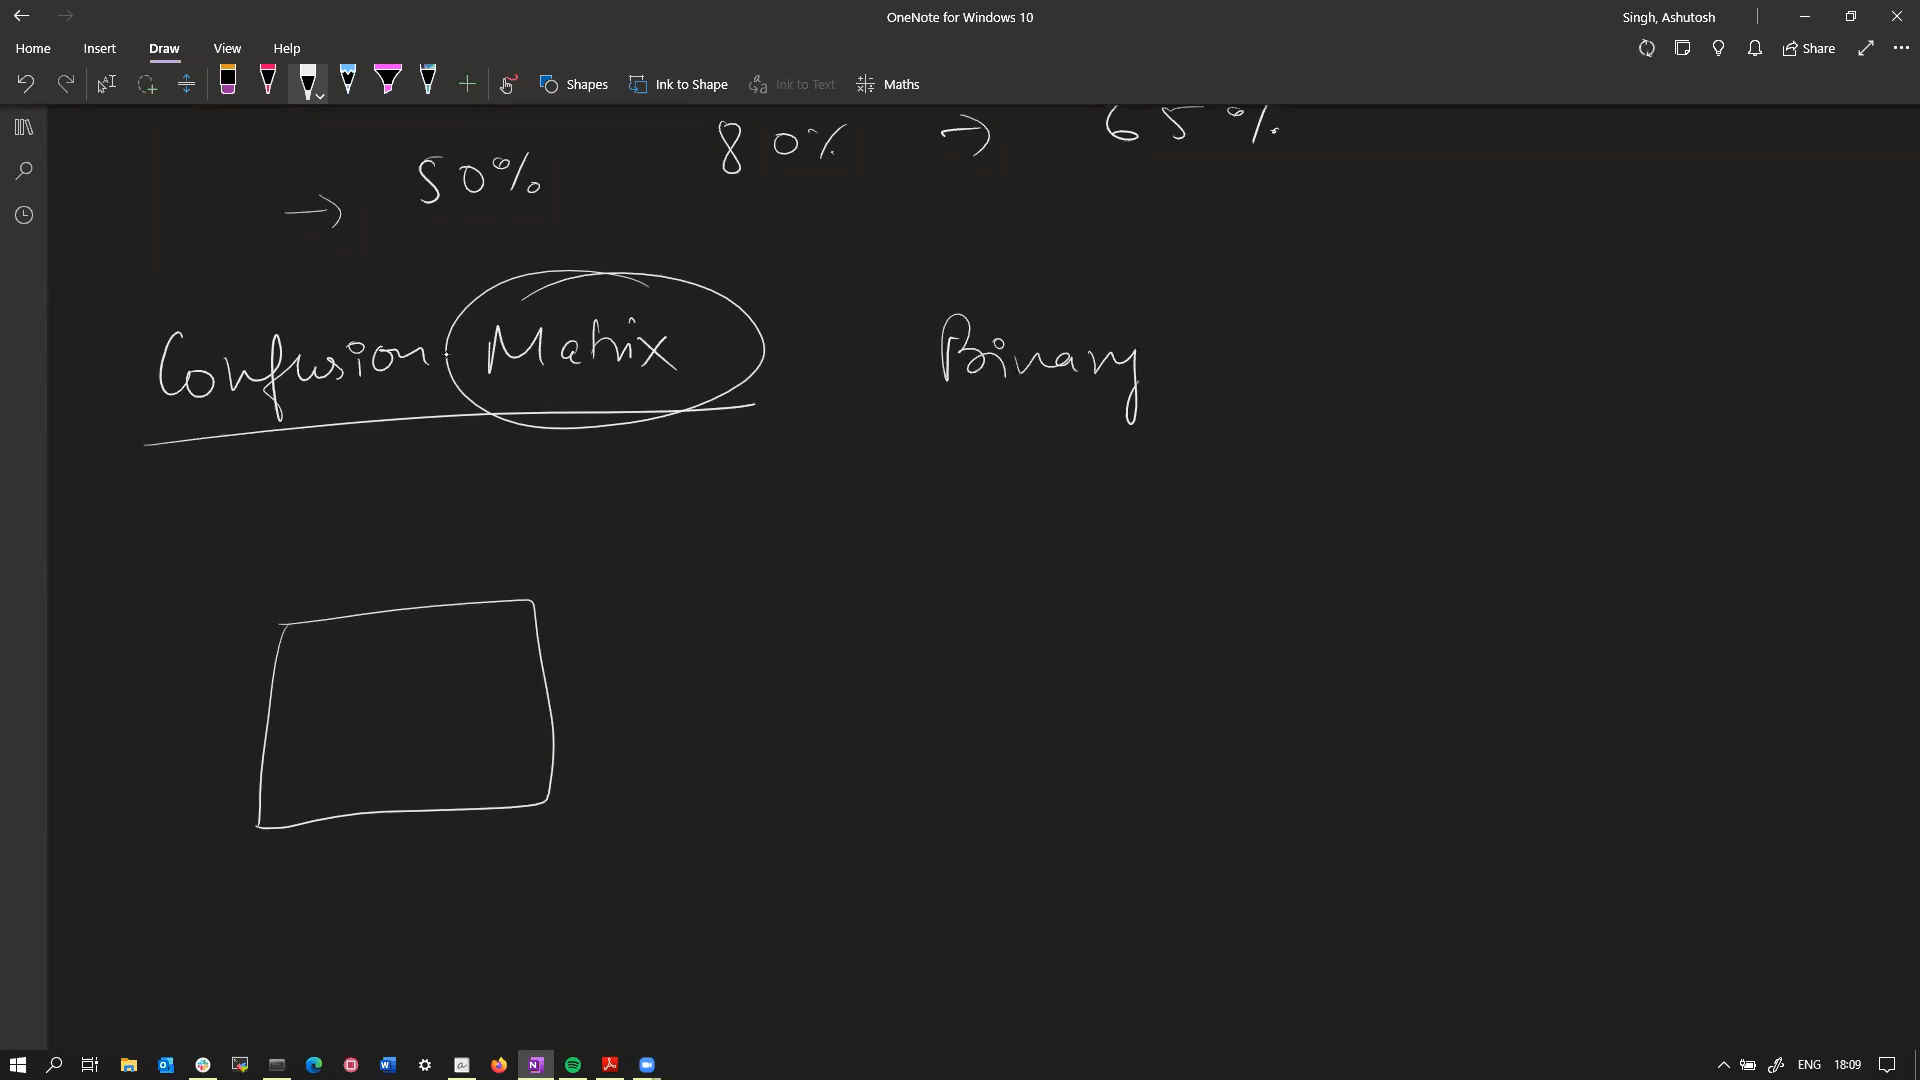 OneNote for Windows 10
Singh, Ashutosh
Home Insert Draw View Help
Share
Shapes Ink to Shape Ink to Text Maths
80% → 65%
→ 50%
Confusion Matrix Binary
ENG 18:09